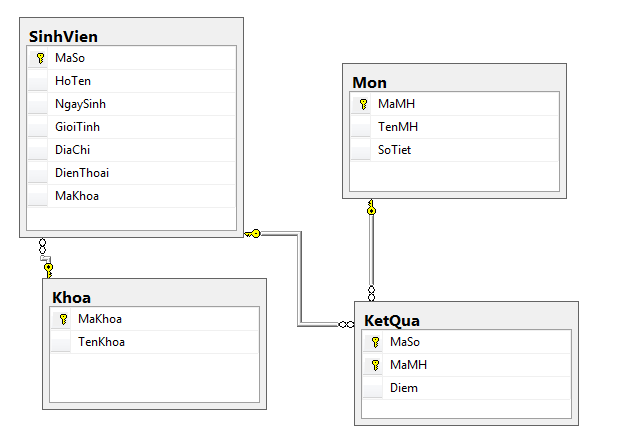 SinhVien
MaSo
HoTen
NgaySinh
GioiTinh
DiaChi
DienThoai
MaKhoa
Mon
MaMH
TenMH
SoTiet
Khoa
MaKhoa
TenKhoa
KetQua
MaSo
MaMH
Diem